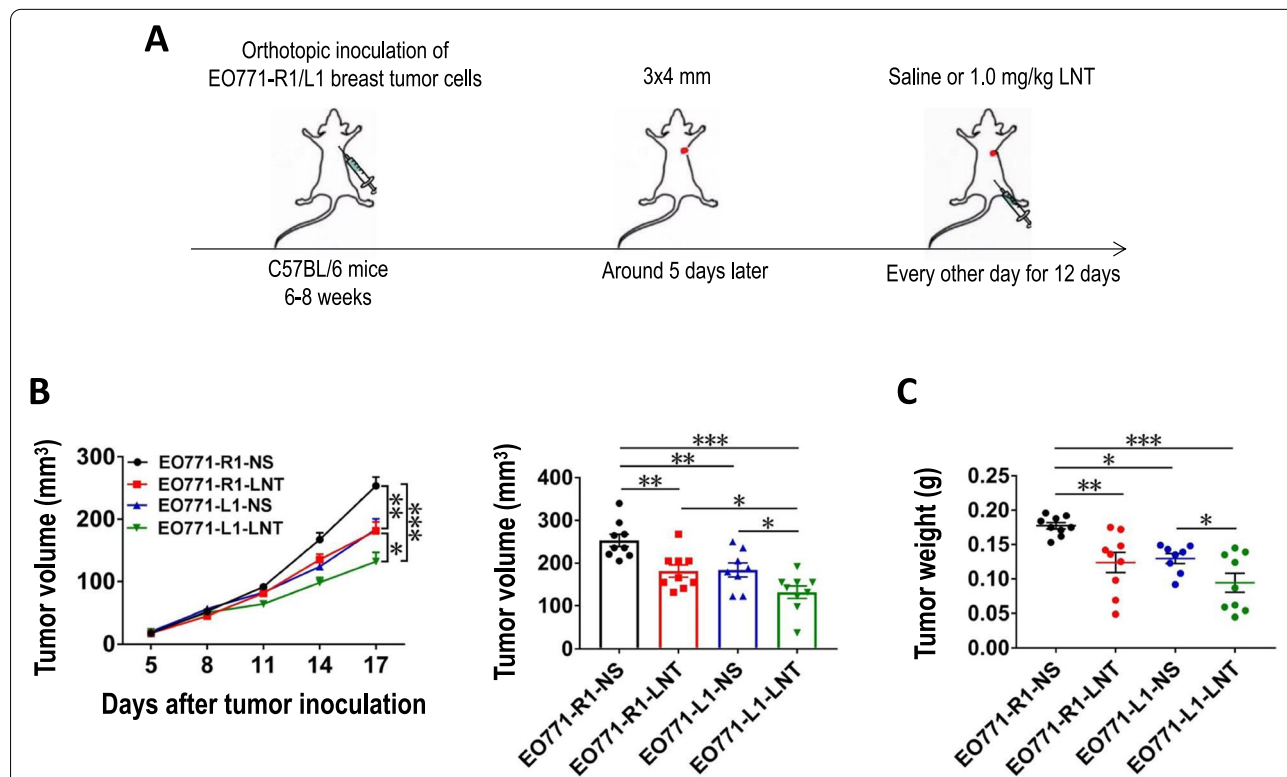 A
Orthotopic inoculation of
EO771-R1/L1 breast tumor cells
3x4 mm
Saline or 1.0 mg/kg LNT
C57BL/6 mice
6-8 weeks
Around 5 days later
Every other day for 12 days
B
Tumor volume (mm³)
300
200
100
0
EO771-R1-NS
EO771-R1-LNT
EO771-L1-NS
EO771-L1-LNT
**
*
***
5 8 11 14 17
Days after tumor inoculation
Tumor volume (mm³)
400
300
200
100
0
***
**
**
*
*
EO771-R1-NS
EO771-R1-LNT
EO771-L1-NS
EO771-L1-LNT
C
Tumor weight (g)
0.25
0.20
0.15
0.10
0.05
0.00
***
*
**
*
EO771-R1-NS
EO771-R1-LNT
EO771-L1-NS
EO771-L1-LNT